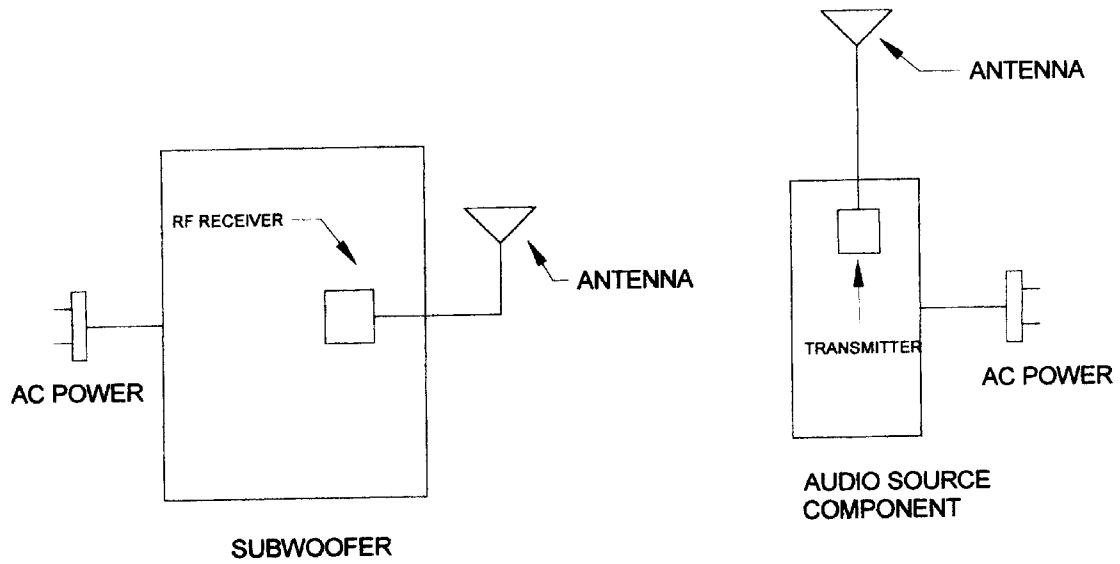 ANTENNA
RF RECEIVER
ANTENNA
AC POWER
SUBWOOFER
TRANSMITTER
AC POWER
AUDIO SOURCE
COMPONENT